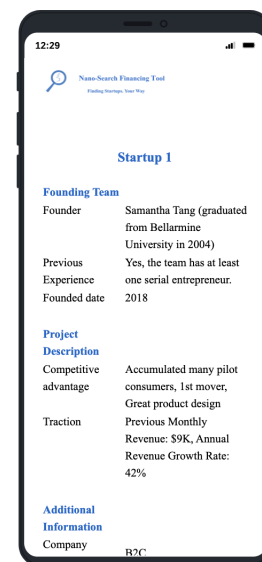 12:29
Nano-Search Financing Tool
Finding Startups. Your Way
Startup 1
Founding Team
Founder Samantha Tang (graduated
from Bellarmine
University in 2004)
Previous Yes, the team has at least
Experience one serial entrepreneur.
Founded date 2018
Project
Description
Competitive Accumulated many pilot
advantage consumers, 1st mover,
Great product design
Traction Previous Monthly
Revenue: $9K, Annual
Revenue Growth Rate:
42%
Additional
Information
Company B2C